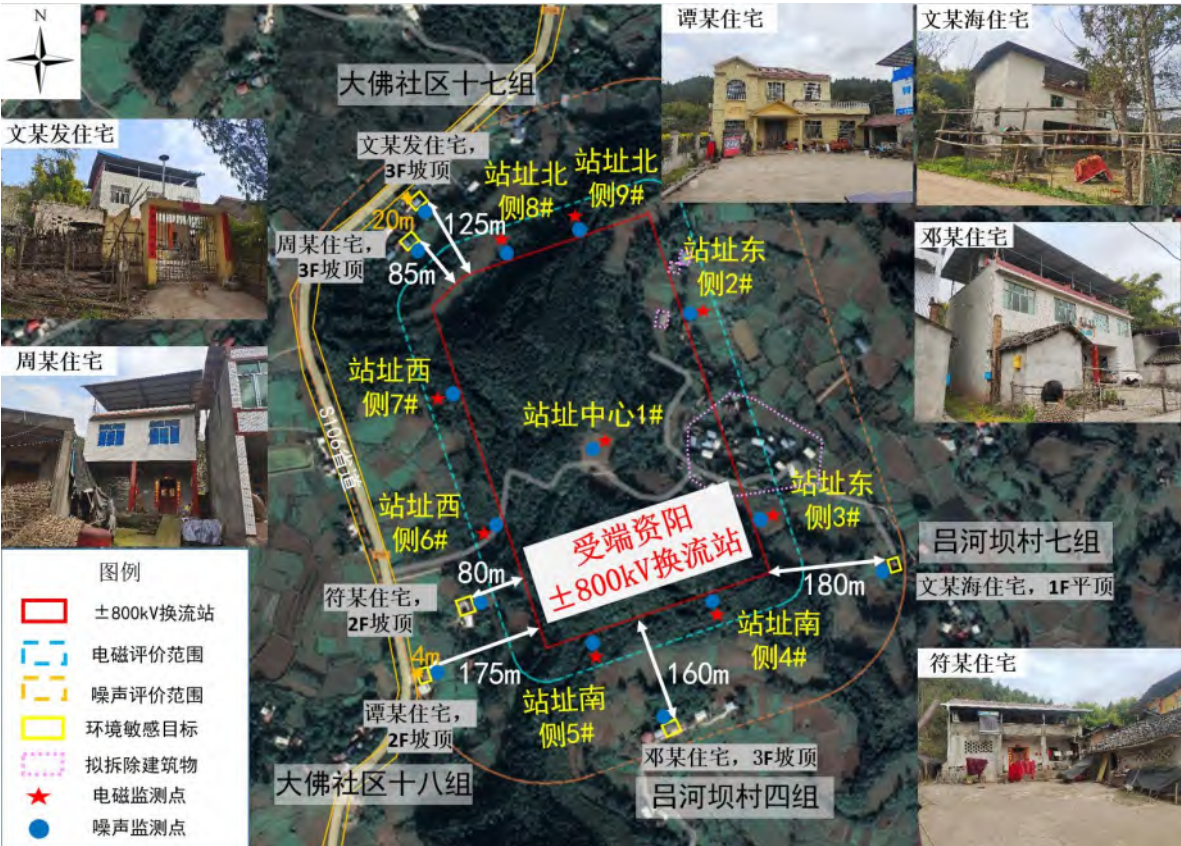 N
谭某住宅
文某海住宅
大佛社区十七组
文某发住宅
文某发住宅，
3F坡顶
站址北
侧8#
站址北
侧9#
20m
125m
周某住宅，
3F坡顶
85m
站址东
侧2#
邓某住宅
周某住宅
站址西
侧7#
站址中心1#
S106省道
站址西
侧6#
站址东
侧3#
受端资阳
±800kV换流站
吕河坝村七组
文某海住宅，1F平顶
80m
180m
符某住宅，
2F坡顶
4m
175m
160m
站址南
侧4#
站址南
侧5#
谭某住宅，
2F坡顶
邓某住宅，3F坡顶
大佛社区十八组
吕河坝村四组
符某住宅
图例
±800kV换流站
电磁评价范围
噪声评价范围
环境敏感目标
拟拆除建筑物
电磁监测点
噪声监测点